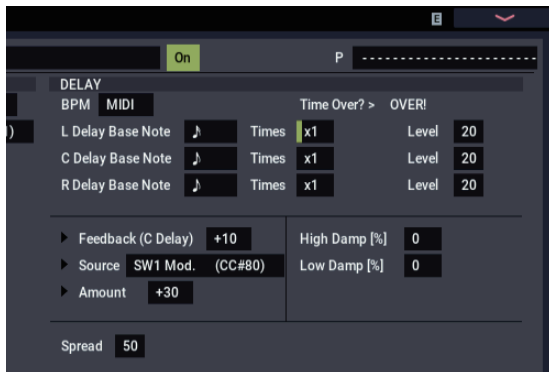 E
On P -----------------------
DELAY
BPM MIDI Time Over? > OVER!
L Delay Base Note ♪ Times x1 Level 20
C Delay Base Note ♪ Times x1 Level 20
R Delay Base Note ♪ Times x1 Level 20
Feedback (C Delay) +10 High Damp [%] 0
Source SW1 Mod. (CC#80) Low Damp [%] 0
Amount +30
Spread 50